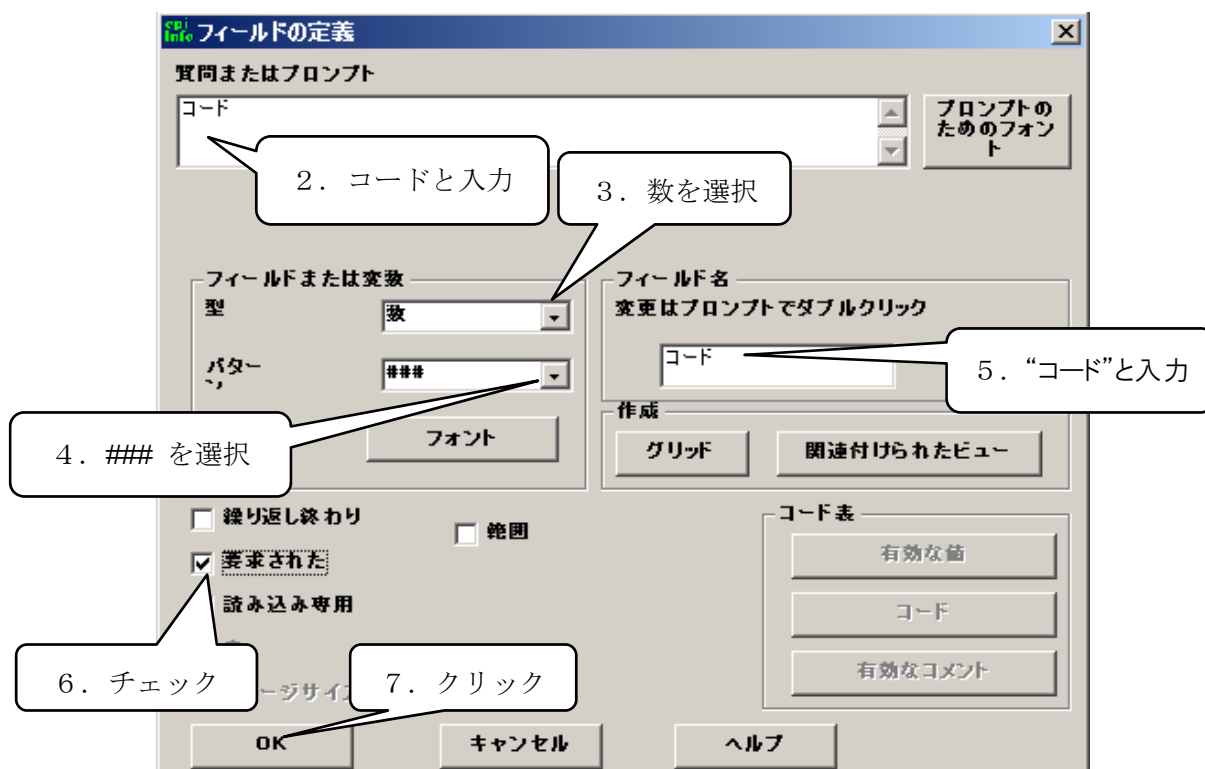 epi info フィールドの定義
質問またはプロンプト
コード
プロンプトの
ためのフォン
ト
２．コードと入力
３．数を選択
フィールドまたは変数
型
数
パター
ン
###
フォント
４．### を選択
フィールド名
変更はプロンプトでダブルクリック
コード
５．“コード”と入力
作成
グリッド
関連付けられたビュー
繰り返し終わり
範囲
要求された
読み込み専用
６．チェック
７．クリック
コード表
有効な値
コード
有効なコメント
OK
キャンセル
ヘルプ